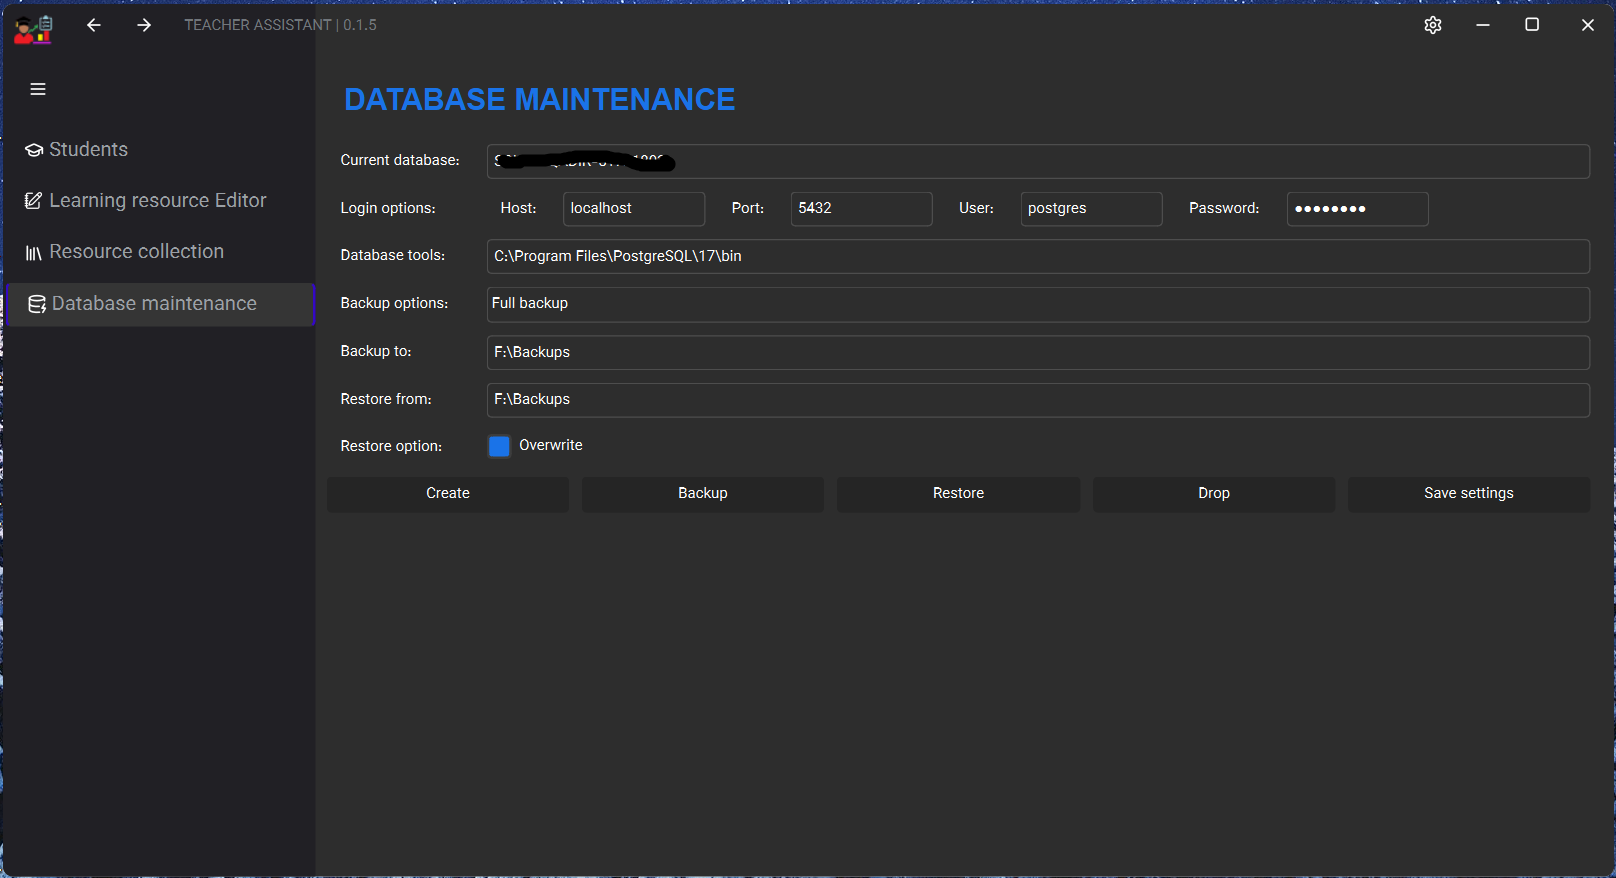 TEACHER ASSISTANT | 0.1.5
Students
Learning resource Editor
Resource collection
Database maintenance
DATABASE MAINTENANCE
Current database:
Login options: Host: localhost Port: 5432 User: postgres Password: ●●●●●●●●
Database tools: C:\Program Files\PostgreSQL\17\bin
Backup options: Full backup
Backup to: F:\Backups
Restore from: F:\Backups
Restore option: Overwrite
Create Backup Restore Drop Save settings